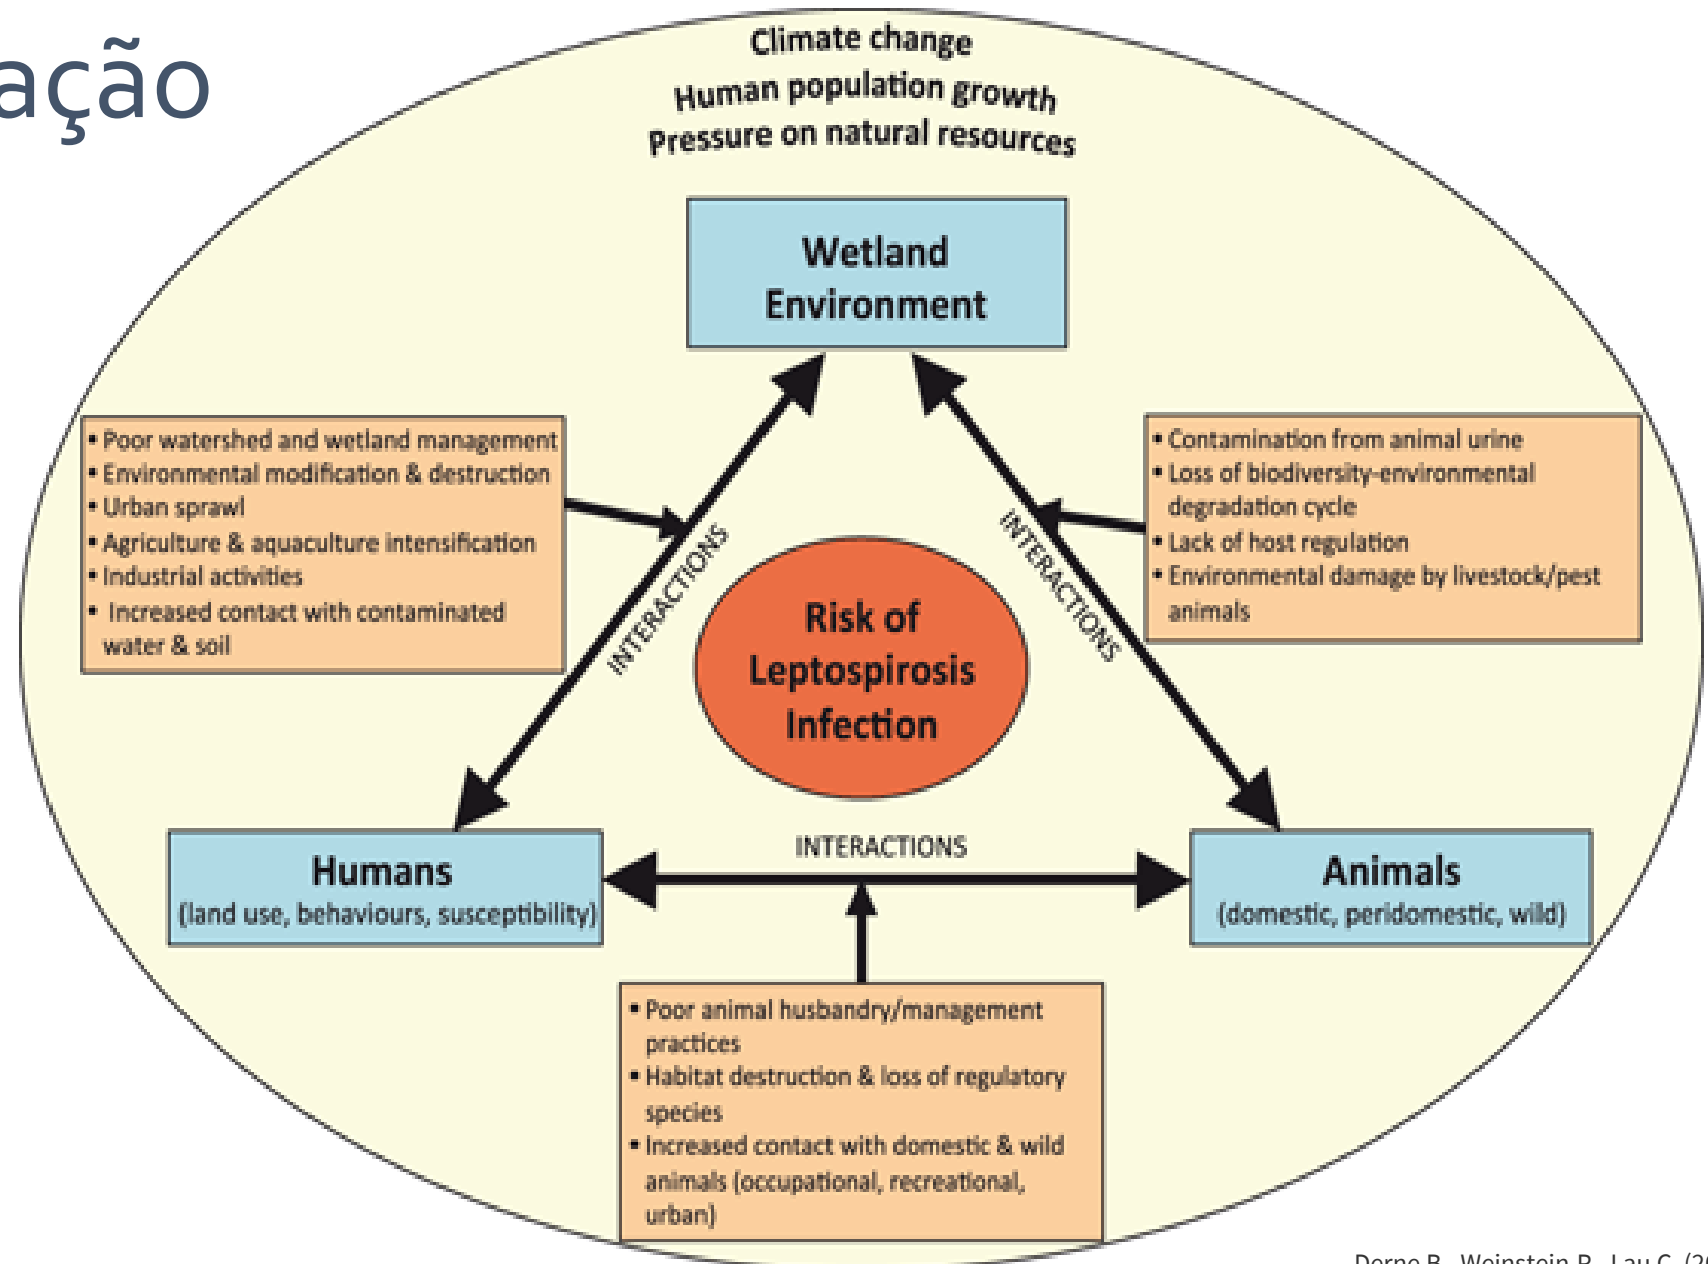 ação
Climate change
Human population growth
Pressure on natural resources
Wetland
Environment
• Poor watershed and wetland management
• Environmental modification & destruction
• Urban sprawl
• Agriculture & aquaculture intensification
• Industrial activities
• Increased contact with contaminated
water & soil
• Contamination from animal urine
• Loss of biodiversity-environmental
degradation cycle
• Lack of host regulation
• Environmental damage by livestock/pest
animals
INTERACTIONS
INTERACTIONS
Risk of
Leptospirosis
Infection
INTERACTIONS
Humans
(land use, behaviours, susceptibility)
Animals
(domestic, peridomestic, wild)
• Poor animal husbandry/management
practices
• Habitat destruction & loss of regulatory
species
• Increased contact with domestic & wild
animals (occupational, recreational,
urban)
Derne B., Weinstein P., Lau C. (20